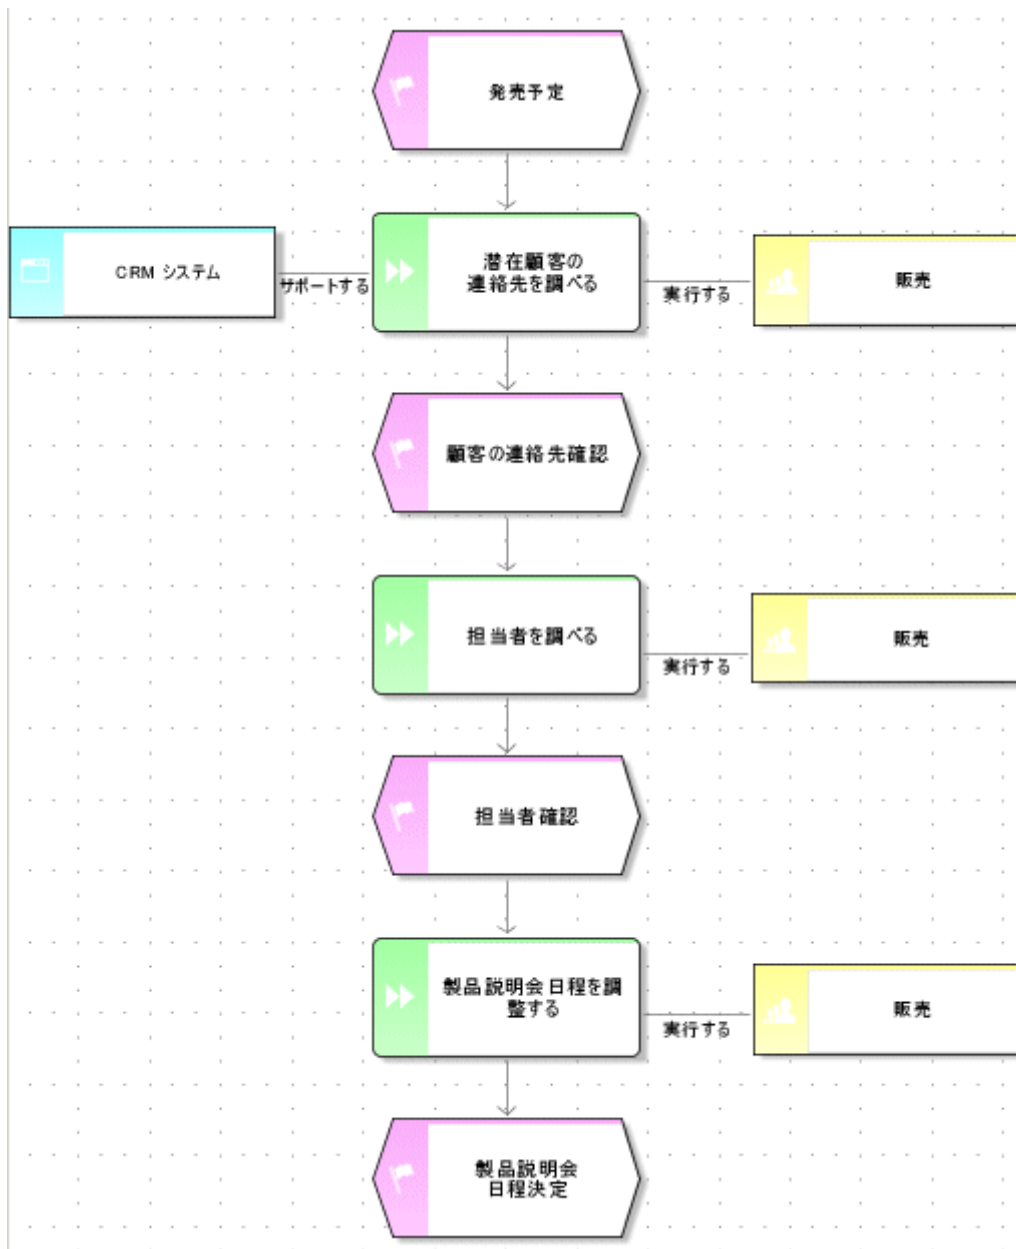 発売予定
CRM システム
サポートする
潜在顧客の
連絡先を調べる
実行する
販売
顧客の連絡先確認
担当者を調べる
実行する
販売
担当者確認
製品説明会日程を調
整する
実行する
販売
製品説明会
日程決定